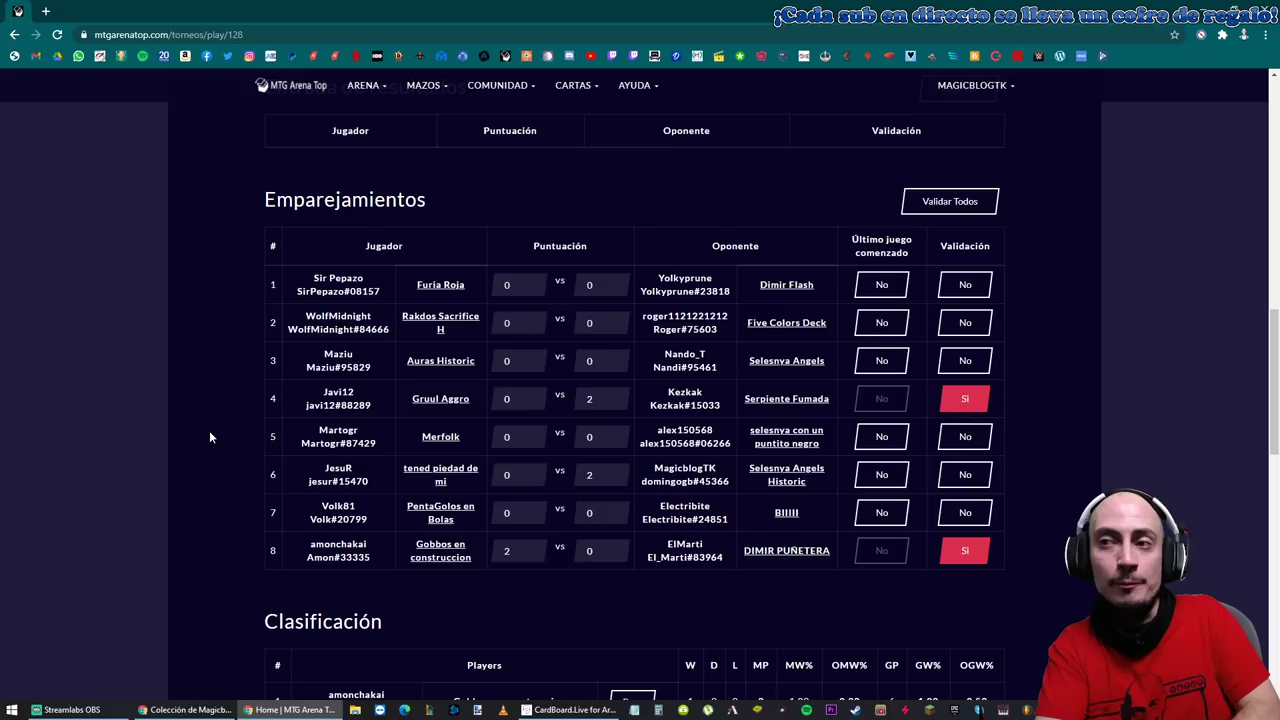 ¡Cada sub en directo se lleva un cofre de regalo!
mtgarenatop.com/torneos/play/128
MTG Arena Top ARENA MAZOS COMUNIDAD CARTAS AYUDA MAGICBLOGTK
Jugador Puntuación Oponente Validación
Emparejamientos Validar Todos
# Jugador Puntuación Oponente Último juego comenzado Validación
1 Sir Pepazo SirPepazo#08157 Furia Roja 0 vs 0 Yolkyprune Yolkyprune#23818 Dimir Flash No No
2 WolfMidnight WolfMidnight#84666 Rakdos Sacrifice H 0 vs 0 roger1121221212 Roger#75603 Five Colors Deck No No
3 Maziu Maziu#95829 Auras Historic 0 vs 0 Nando_T Nandi#95461 Selesnya Angels No No
4 Javi12 javi12#88289 Gruul Aggro 0 vs 2 Kezkak Kezkak#15033 Serpiente Fumada No Si
5 Martogr Martogr#87429 Merfolk 0 vs 0 alex150568 alex150568#06266 selesnya con un puntito negro No No
6 JesuR jesur#15470 tened piedad de mi 0 vs 2 MagicblogTK domingogb#45366 Selesnya Angels Historic No No
7 Volk81 Volk#20799 PentaGolos en Bolas 0 vs 0 Electribite Electribite#24851 BIIIII No No
8 amonchakai Amon#33335 Gobbos en construccion 2 vs 0 ElMarti El_Marti#83964 DIMIR PUÑETERA No Si
Clasificación
# Players W D L MP MW% OMW% GP GW% OGW%
amonchakai
Streamlabs OBS Colección de Magicb... Home | MTG Arena T... CardBoard.Live for Ar...